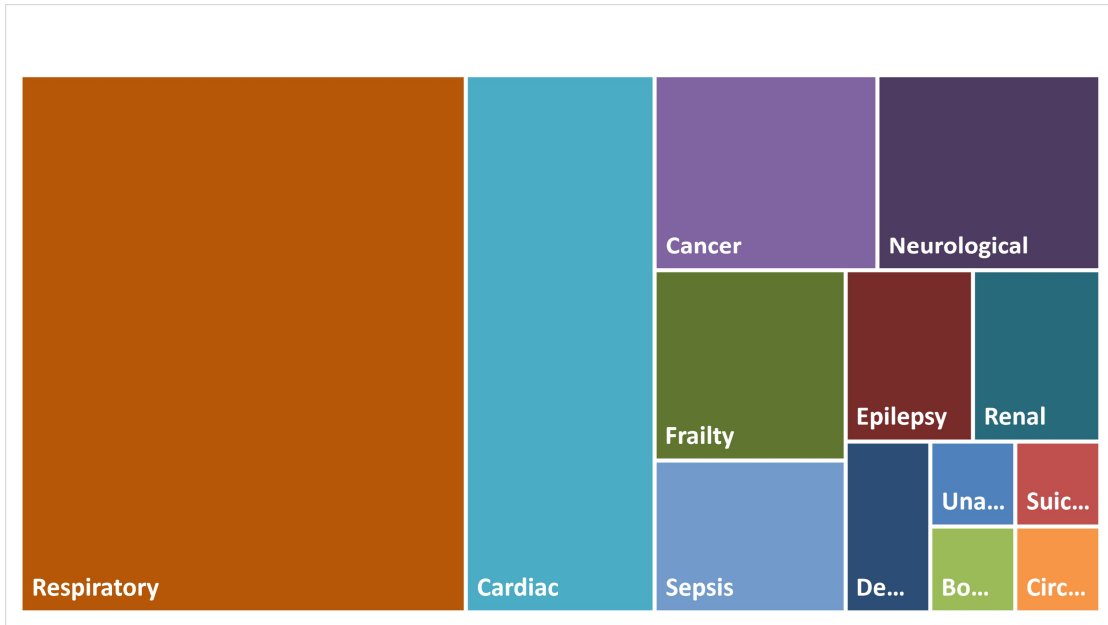 Respiratory
Cardiac
Cancer
Neurological
Frailty
Epilepsy
Renal
Sepsis
De...
Una...
Suic...
Bo...
Circ...